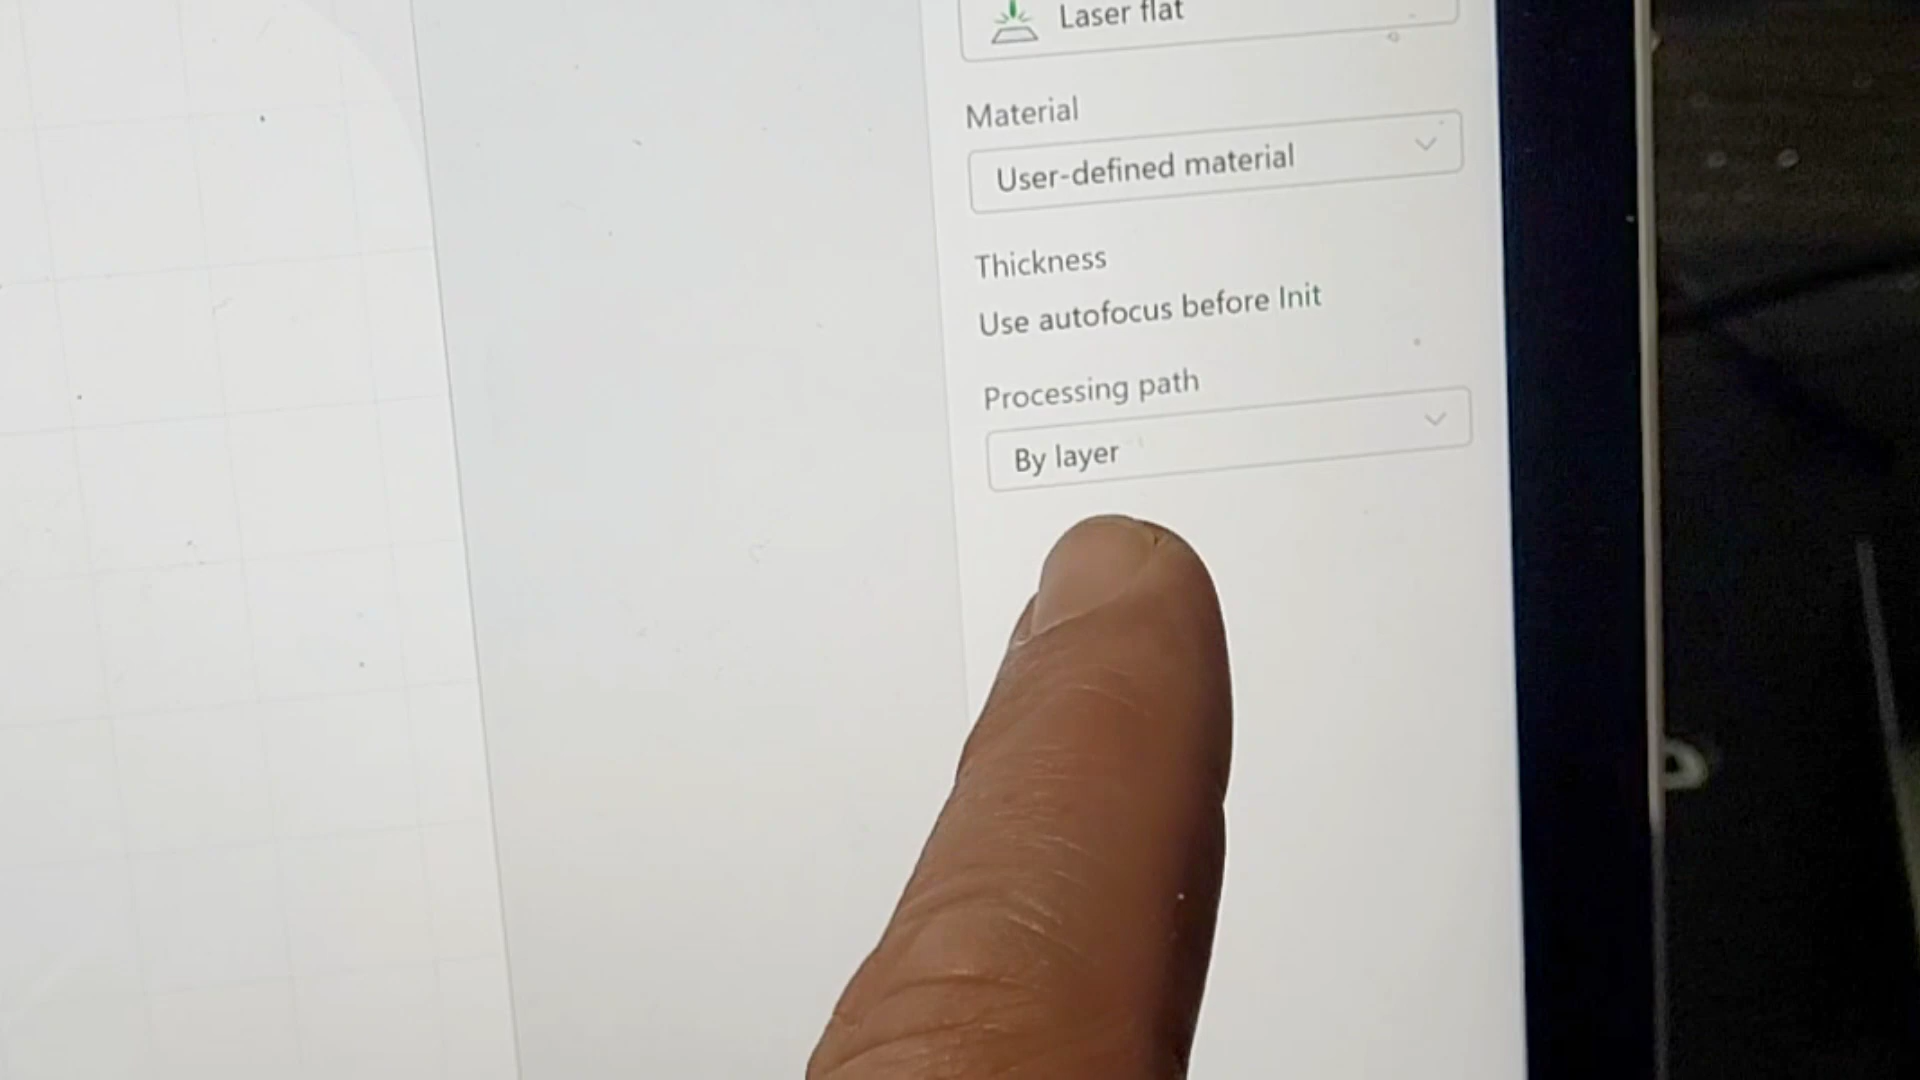 Laser flat
Material
User-defined material
Thickness
Use autofocus before Init
Processing path
By layer